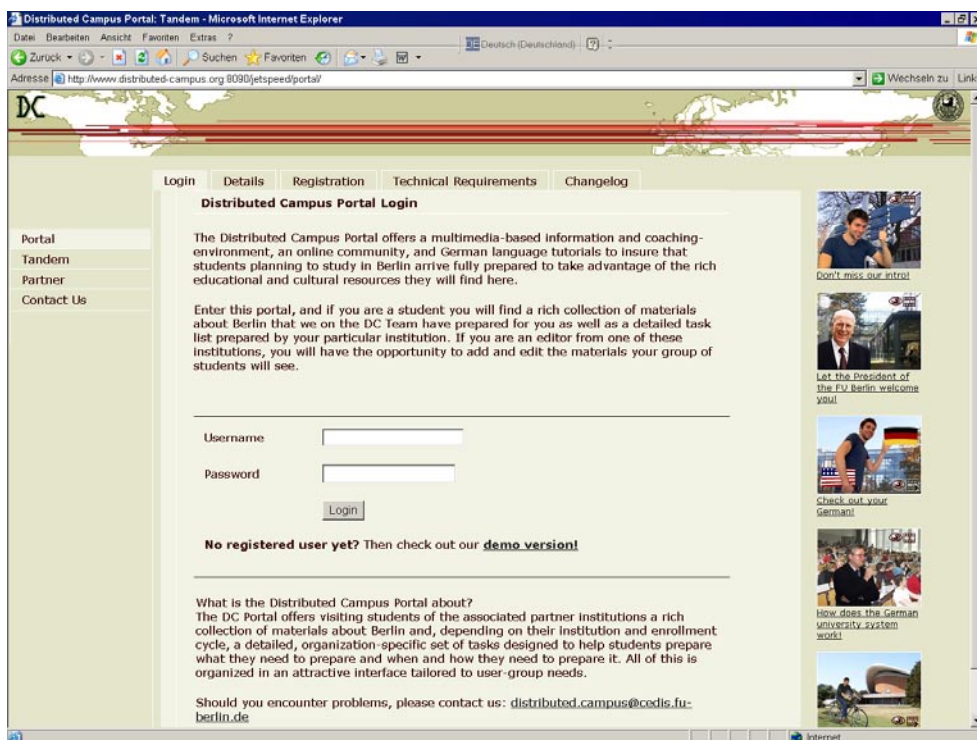 Distributed Campus Portal: Tandem - Microsoft Internet Explorer
Datei Bearbeiten Ansicht Favoriten Extras ?
DE Deutsch (Deutschland) ?
Zurück Suchen Favoriten
Adresse http://www.distributed-campus.org:8090/jetspeed/portal/ Wechseln zu Link
DC
Login Details Registration Technical Requirements Changelog
Distributed Campus Portal Login
Portal
Tandem
Partner
Contact Us
The Distributed Campus Portal offers a multimedia-based information and coaching-
environment, an online community, and German language tutorials to insure that
students planning to study in Berlin arrive fully prepared to take advantage of the rich
educational and cultural resources they will find here.
Enter this portal, and if you are a student you will find a rich collection of materials
about Berlin that we on the DC Team have prepared for you as well as a detailed task
list prepared by your particular institution. If you are an editor from one of these
institutions, you will have the opportunity to add and edit the materials your group of
students will see.
Username
Password
Login
No registered user yet? Then check out our demo version!
What is the Distributed Campus Portal about?
The DC Portal offers visiting students of the associated partner institutions a rich
collection of materials about Berlin and, depending on their institution and enrollment
cycle, a detailed, organization-specific set of tasks designed to help students prepare
what they need to prepare and when and how they need to prepare it. All of this is
organized in an attractive interface tailored to user-group needs.
Should you encounter problems, please contact us: distributed.campus@cedis.fu-
berlin.de
Don't miss our intro!
Let the President of
the FU Berlin welcome
you!
Check out your
German!
How does the German
university system
work!
Internet